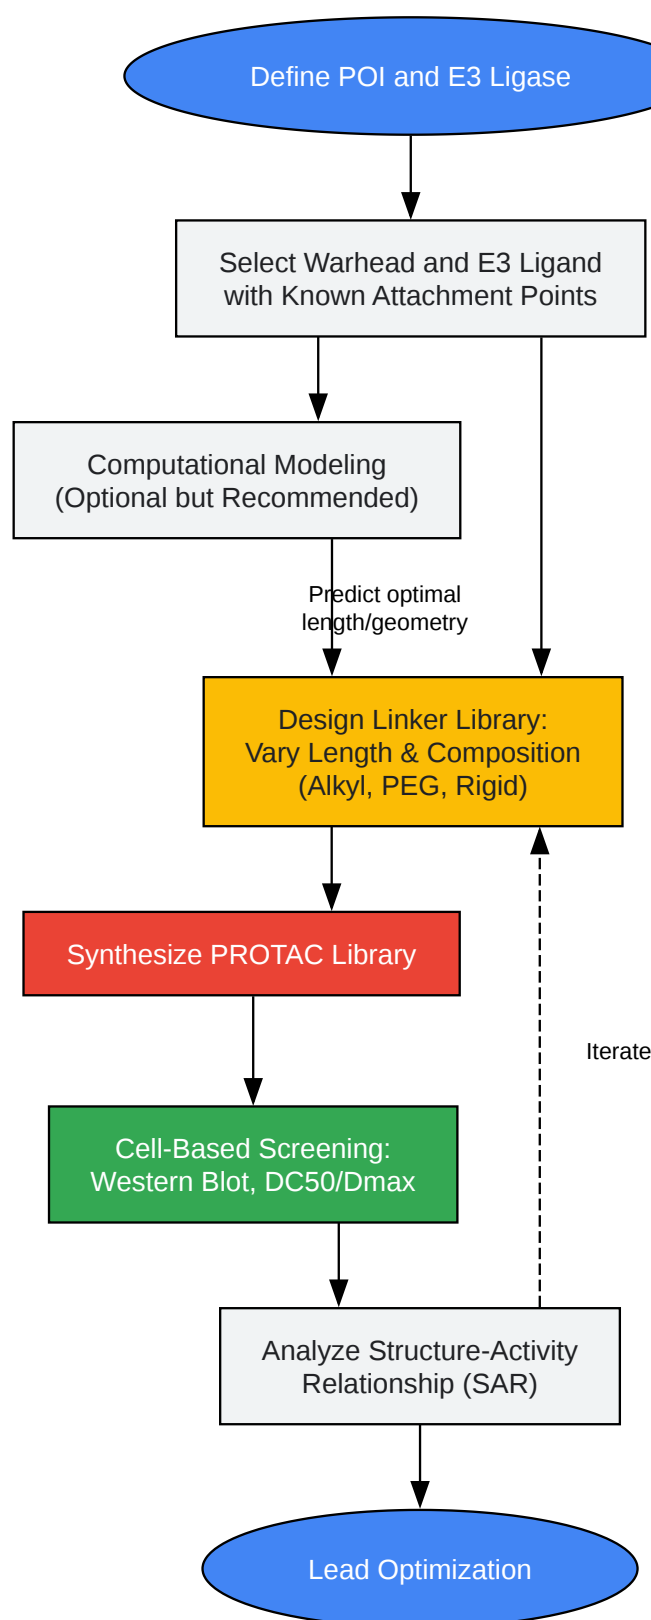 Define POI and E3 Ligase
Select Warhead and E3 Ligand
with Known Attachment Points
Computational Modeling
(Optional but Recommended)
Predict optimal
length/geometry
Design Linker Library:
Vary Length & Composition
(Alkyl, PEG, Rigid)
Synthesize PROTAC Library
Iterate
Cell-Based Screening:
Western Blot, DC50/Dmax
Analyze Structure-Activity
Relationship (SAR)
Lead Optimization